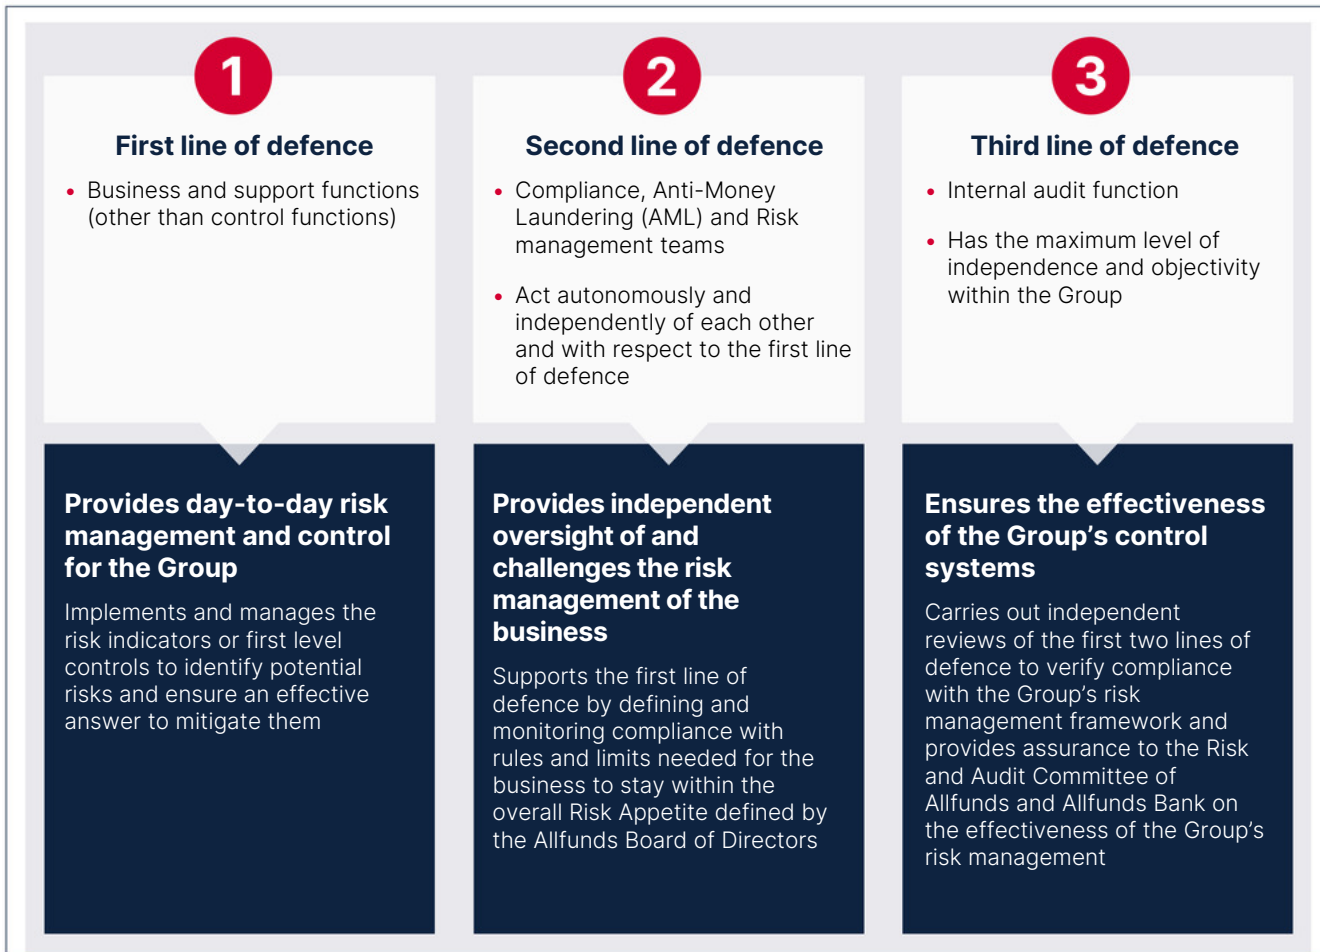 1
First line of defence
• Business and support functions
(other than control functions)
Provides day-to-day risk
management and control
for the Group
Implements and manages the
risk indicators or first level
controls to identify potential
risks and ensure an effective
answer to mitigate them
2
Second line of defence
• Compliance, Anti-Money
Laundering (AML) and Risk
management teams
• Act autonomously and
independently of each other
and with respect to the first line
of defence
Provides independent
oversight of and
challenges the risk
management of the
business
Supports the first line of
defence by defining and
monitoring compliance with
rules and limits needed for the
business to stay within the
overall Risk Appetite defined by
the Allfunds Board of Directors
3
Third line of defence
• Internal audit function
• Has the maximum level of
independence and objectivity
within the Group
Ensures the effectiveness
of the Group’s control
systems
Carries out independent
reviews of the first two lines of
defence to verify compliance
with the Group’s risk
management framework and
provides assurance to the Risk
and Audit Committee of
Allfunds and Allfunds Bank on
the effectiveness of the Group’s
risk management